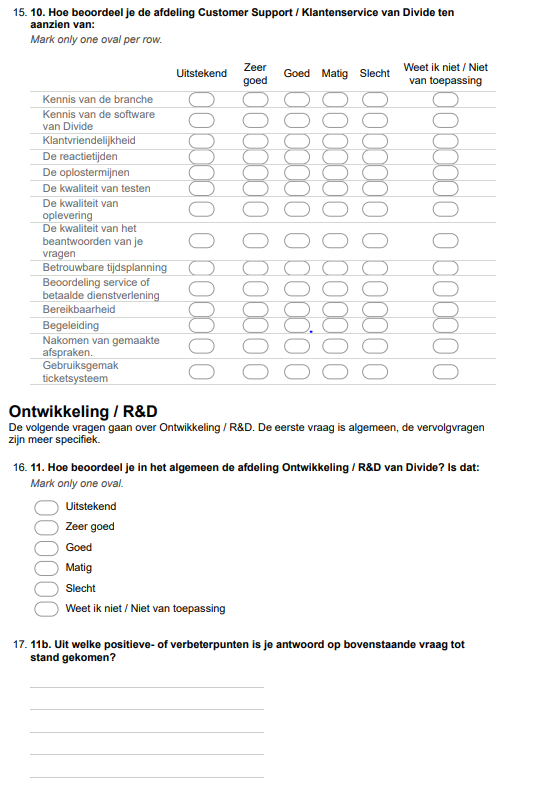 15. 10. Hoe beoordeel je de afdeling Customer Support / Klantenservice van Divide ten
aanzien van:
Mark only one oval per row.
Uitstekend Zeer goed Goed Matig Slecht Weet ik niet / Niet van toepassing
Kennis van de branche
Kennis van de software
van Divide
Klantvriendelijkheid
De reactietijden
De oplostermijnen
De kwaliteit van testen
De kwaliteit van
oplevering
De kwaliteit van het
beantwoorden van je
vragen
Betrouwbare tijdsplanning
Beoordeling service of
betaalde dienstverlening
Bereikbaarheid
Begeleiding
Nakomen van gemaakte
afspraken.
Gebruiksgemak
ticketsysteem
Ontwikkeling / R&D
De volgende vragen gaan over Ontwikkeling / R&D. De eerste vraag is algemeen, de vervolgvragen
zijn meer specifiek.
16. 11. Hoe beoordeel je in het algemeen de afdeling Ontwikkeling / R&D van Divide? Is dat:
Mark only one oval.
Uitstekend
Zeer goed
Goed
Matig
Slecht
Weet ik niet / Niet van toepassing
17. 11b. Uit welke positieve- of verbeterpunten is je antwoord op bovenstaande vraag tot
stand gekomen?